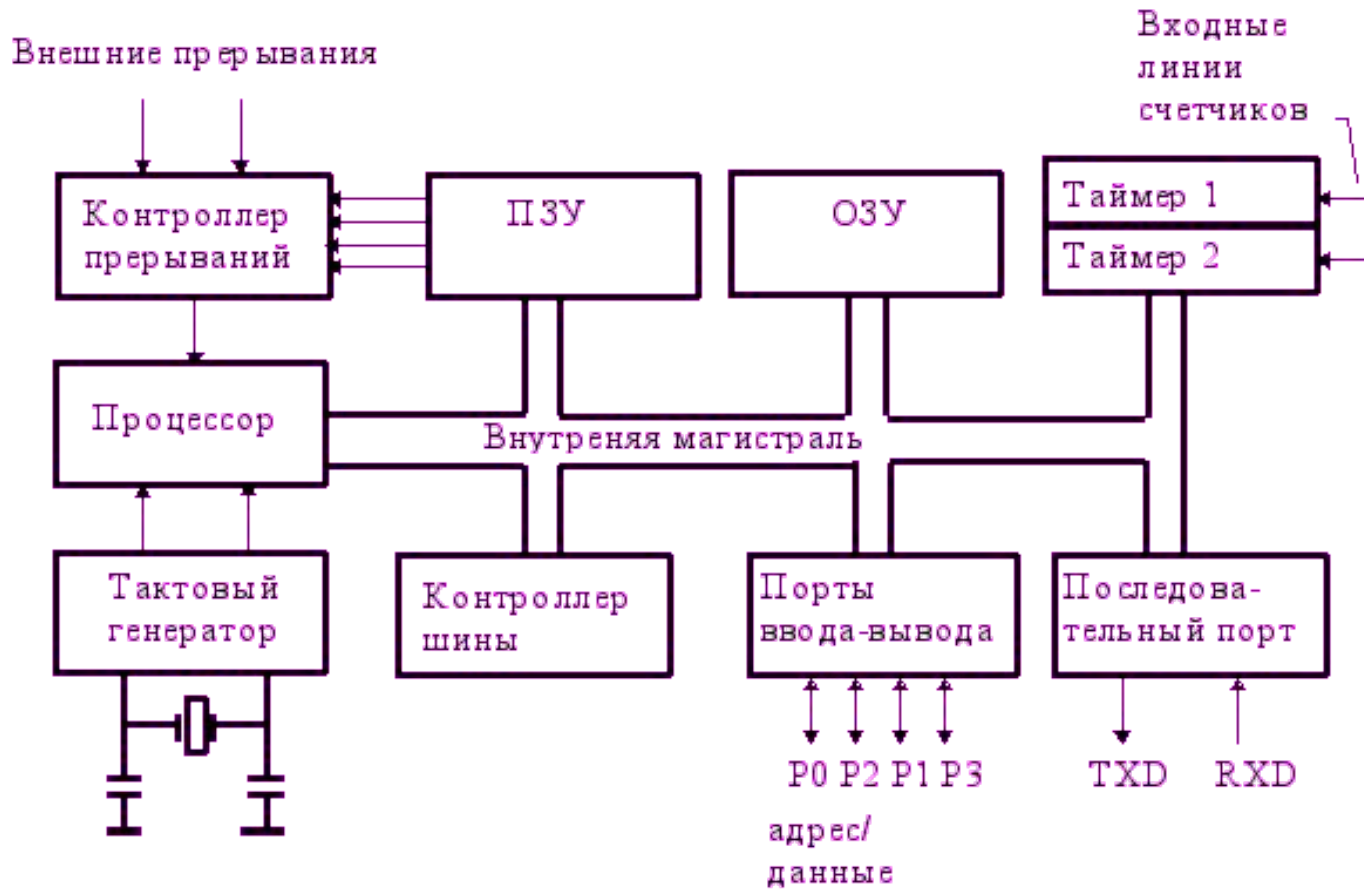 Внешние прерывания
Входные
линии
счетчиков
Контроллер
прерываний
ПЗУ
ОЗУ
Таймер 1
Таймер 2
Процессор
Внутреняя магистраль
Тактовый
генератор
Контроллер
шины
Порты
ввода-вывода
Последова-
тельный порт
P0 P2 P1 P3
TXD
RXD
адрес/
данные